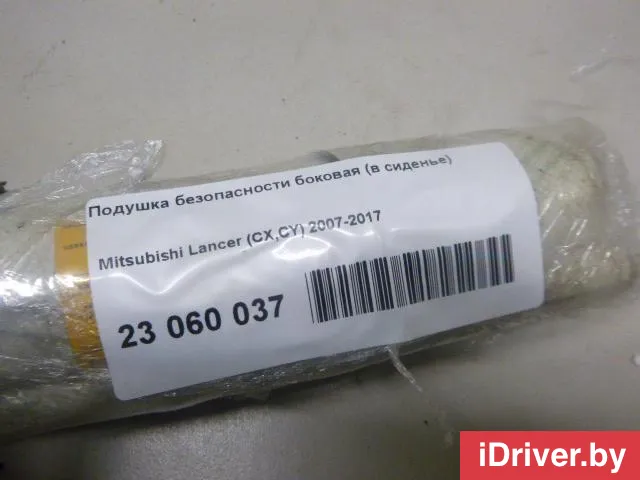 Подушка безопасности боковая (в сиденье)
Mitsubishi Lancer (CX,CY) 2007-2017
23 060 037
iDriver.by